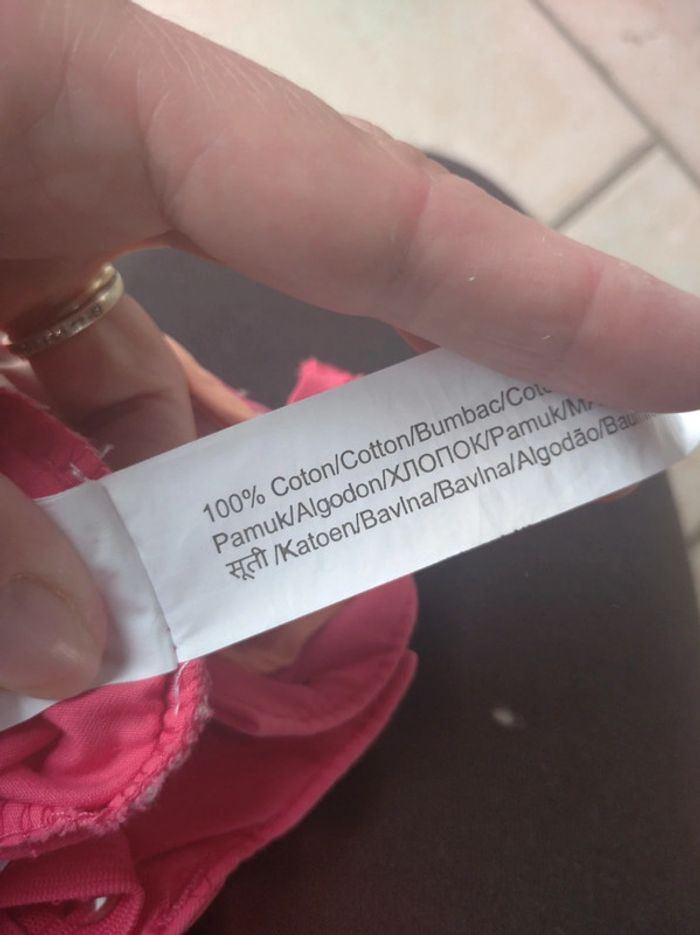 100% Coton/Cotton/Bumbac/
Pamuk/Algodon/ХЛОПОК/Pamuk/
सूती /Katoen/Bavlna/Bavlna/Algodão/